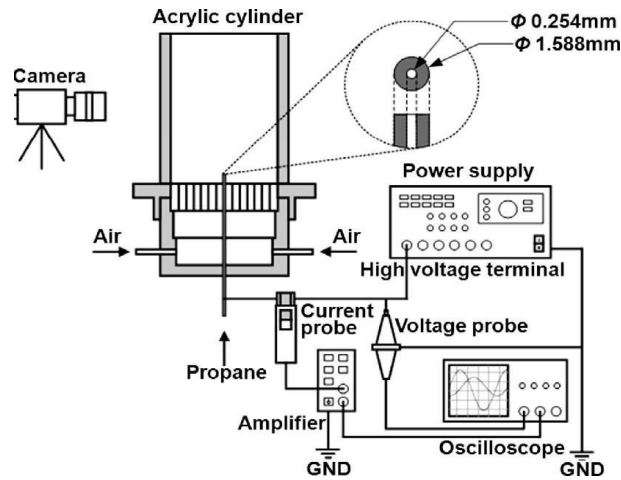 Acrylic cylinder
Φ 0.254mm
Φ 1.588mm
Camera
Power supply
Air
Air
High voltage terminal
Current
probe
Voltage probe
Propane
Amplifier
Oscilloscope
GND
GND